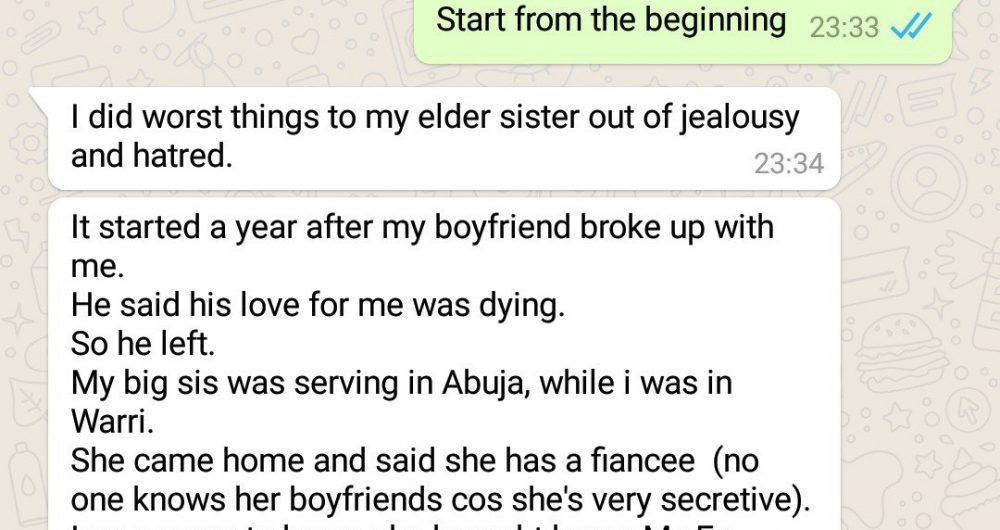 Start from the beginning
23:33
I did worst things to my elder sister out of jealousy
and hatred.
23:34
It started a year after my boyfriend broke up with
me.
He said his love for me was dying.
So he left.
My big sis was serving in Abuja, while i was in
Warri.
She came home and said she has a fiancee (no
one knows her boyfriends cos she's very secretive).